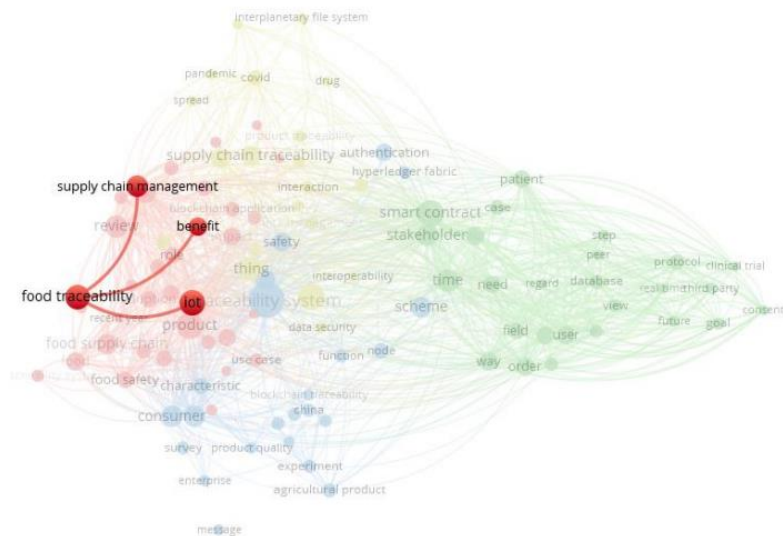 interplanetary file system
pandemic
covid
drug
spread
product traceability
supply chain traceability
authentication
hyperledger fabric
supply chain management
interaction
patient
blockchain application
case
smart contract
review
benefit
stakeholder
step
safety
peer
role
thing
protocol
clinical trial
interoperability
time
need
regard
database
real time
third party
food traceability
iot
traceability system
scheme
view
consent
recent year
data security
future
goal
product
field
user
food supply chain
node
use case
function
way
order
food
food safety
characteristic
blockchain traceability
consumer
china
survey
product quality
experiment
enterprise
agricultural product
message